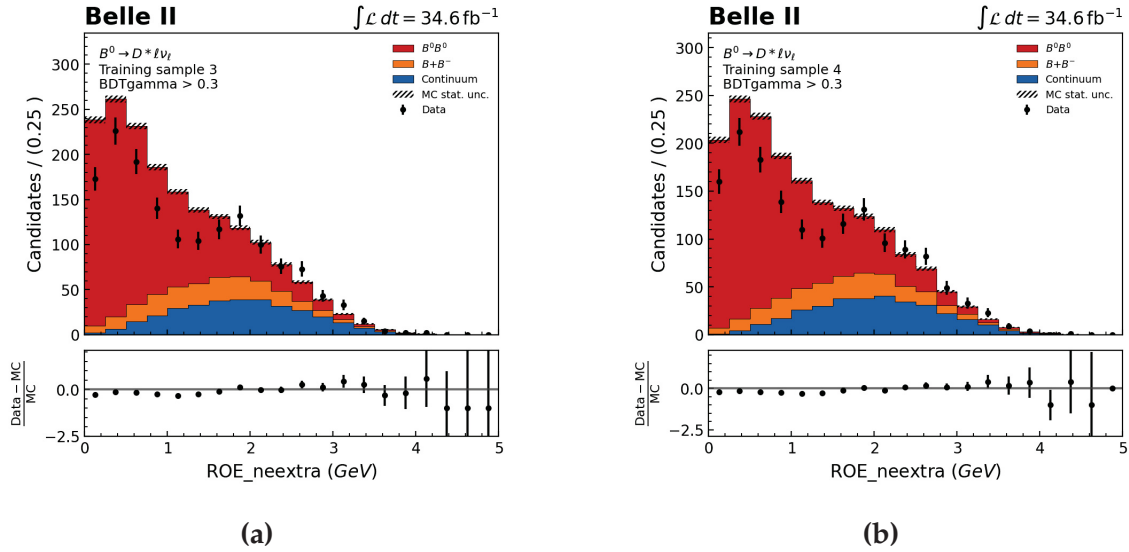 Belle II ∫ℒ dt = 34.6 fb⁻¹
B⁰ → D * ℓν_ℓ
Training sample 3
BDTgamma > 0.3
B⁰B⁰
B+B⁻
Continuum
MC stat. unc.
Data
Candidates / (0.25 )
300
250
200
150
100
50
0
Data − MC
MC
0.0
−2.5
0 1 2 3 4 5
ROE_neextra (GeV)
(a)
Belle II ∫ℒ dt = 34.6 fb⁻¹
B⁰ → D * ℓν_ℓ
Training sample 4
BDTgamma > 0.3
B⁰B⁰
B+B⁻
Continuum
MC stat. unc.
Data
Candidates / (0.25 )
300
250
200
150
100
50
0
Data − MC
MC
0.0
−2.5
0 1 2 3 4 5
ROE_neextra (GeV)
(b)